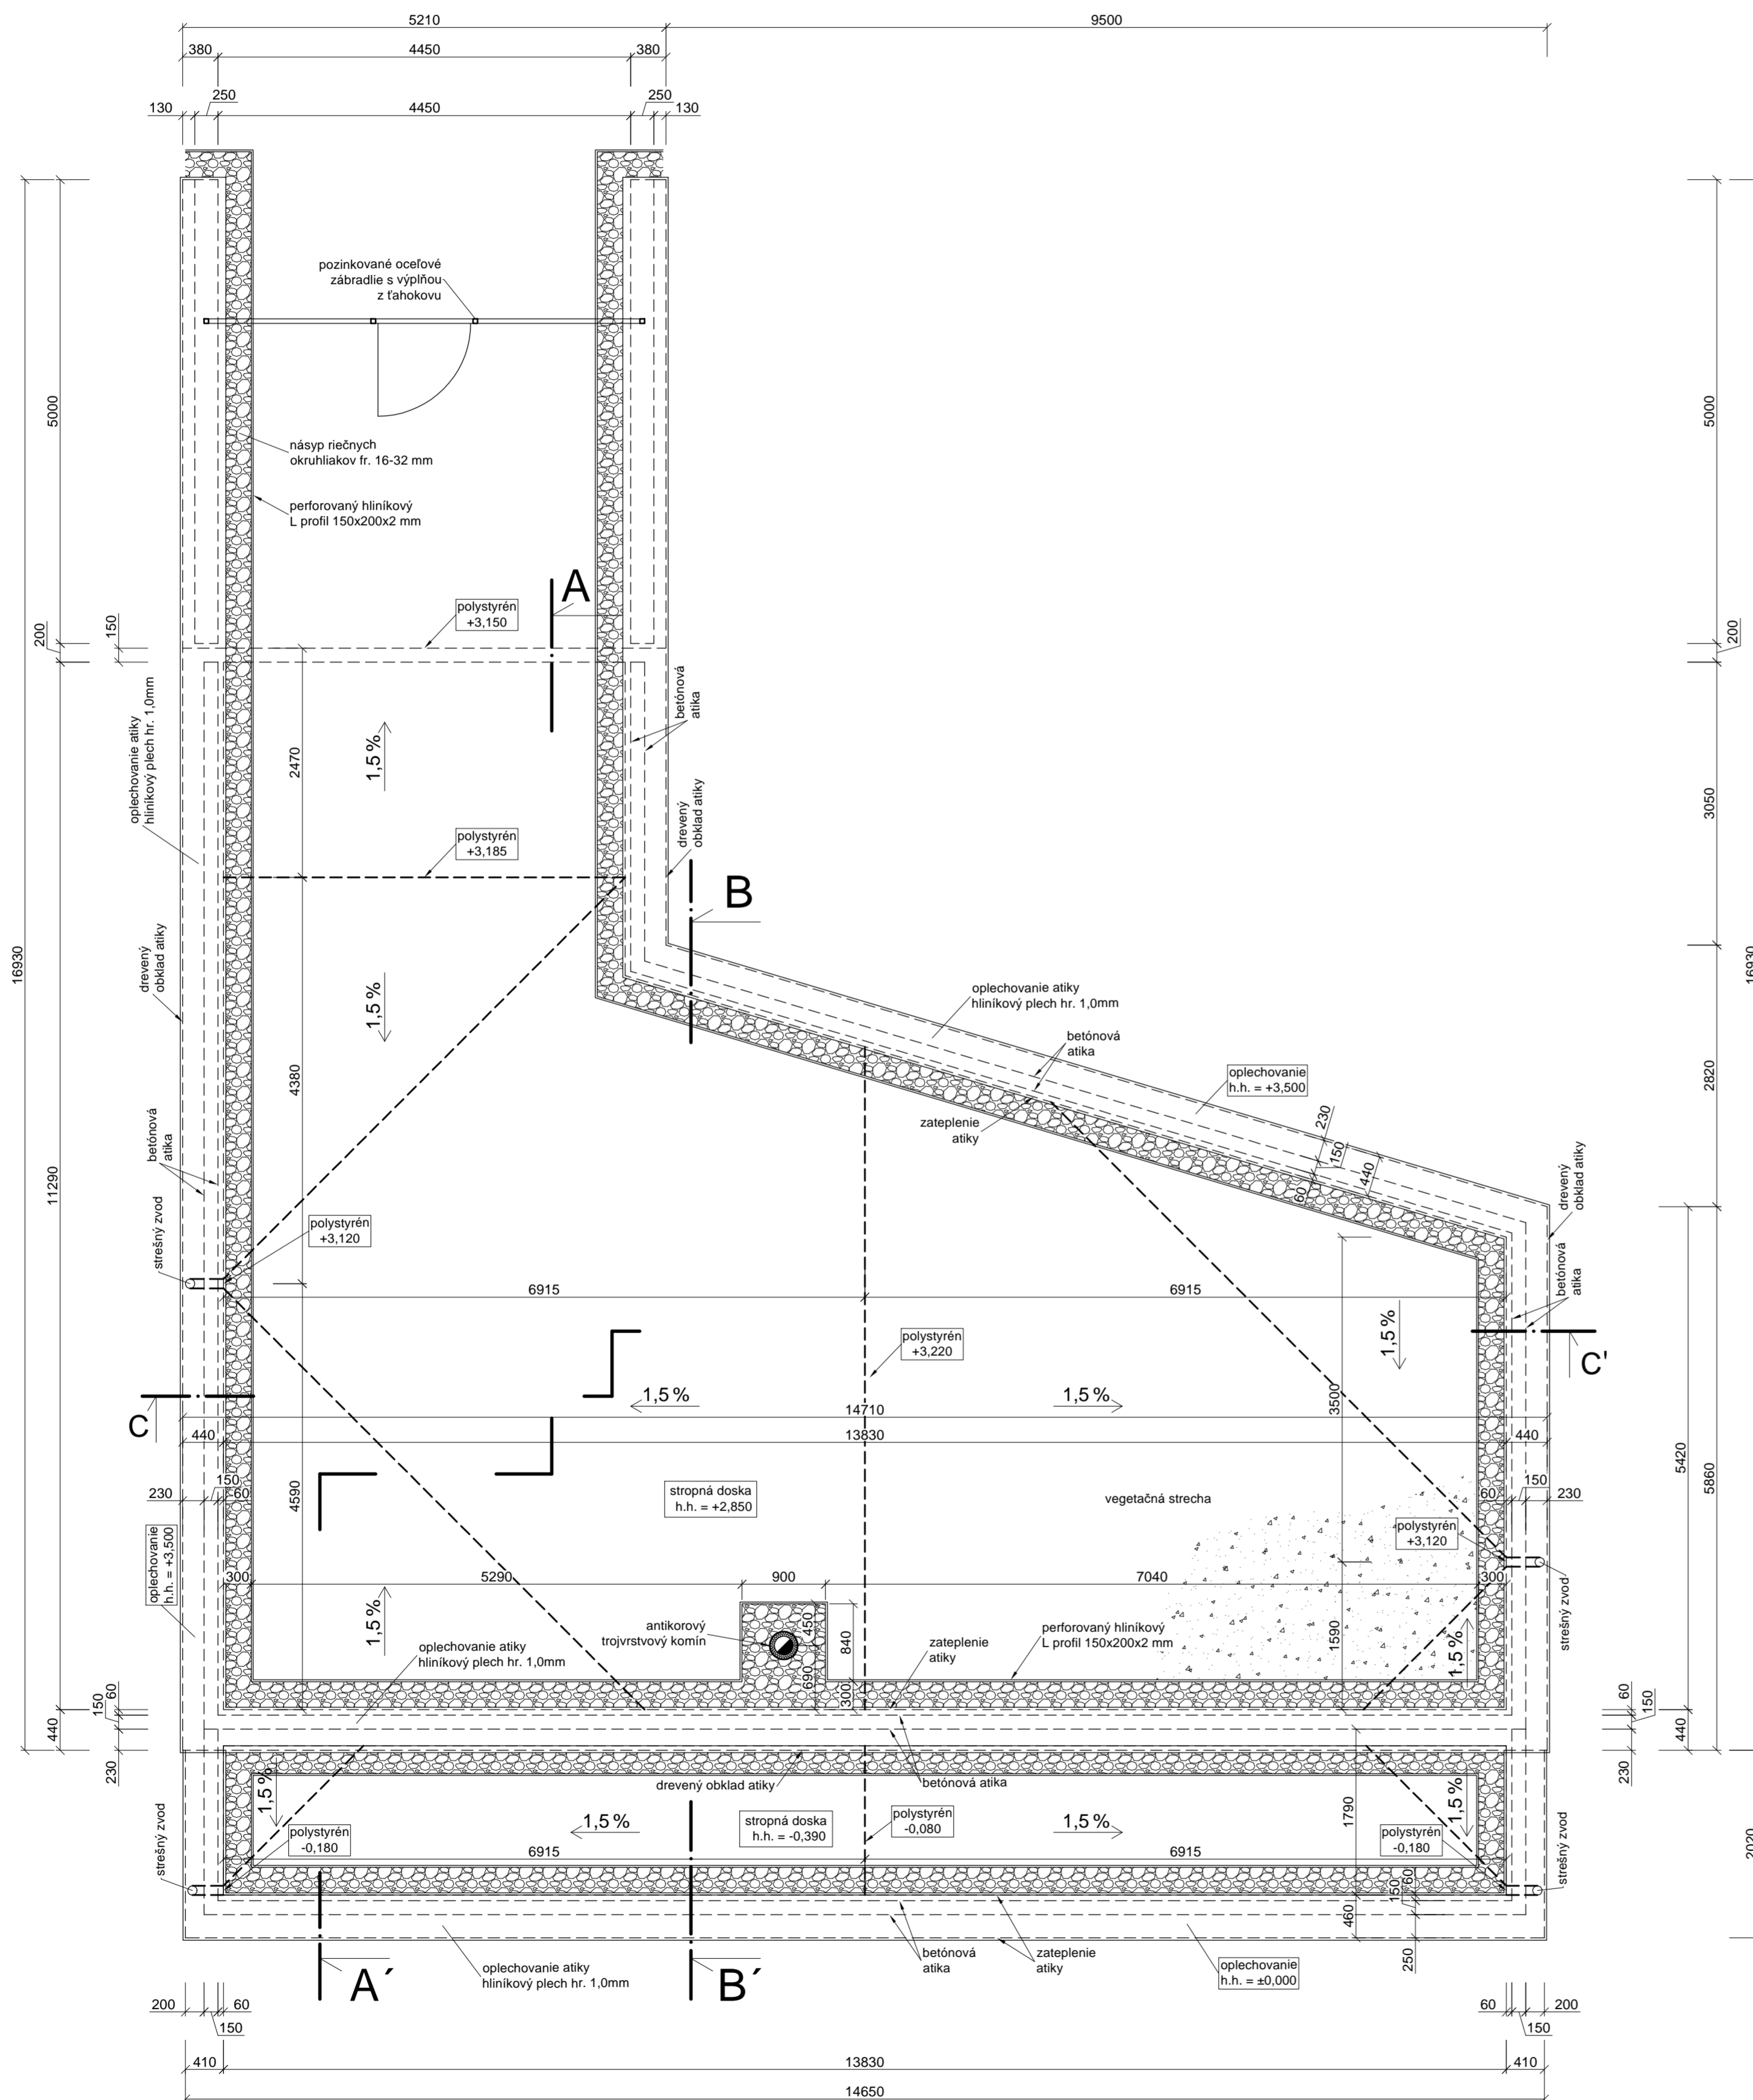 5210
9500
380
4450
380
250
250
130
4450
130
pozinkované oceľové
zábradlie s výplňou
z ťahokovu
5000
5000
násyp riečnych
okruhliakov fr. 16-32 mm
perforovaný hliníkový
L profil 150x200x2 mm
A
polystyrén
+3,150
200
150
200
betónová
atika
oplechovanie atiky
hliníkový plech hr. 1,0mm
1,5 %
2470
3050
drevený
obklad atiky
polystyrén
+3,185
B
16930
16930
drevený
obklad atiky
1,5 %
oplechovanie atiky
hliníkový plech hr. 1,0mm
betónová
atika
oplechovanie
h.h. = +3,500
4380
2820
230
150
440
60
zateplenie
atiky
betónová
atika
11290
drevený
obklad atiky
strešný zvod
polystyrén
+3,120
6915
6915
betónová
atika
polystyrén
+3,220
1,5 %
C'
C
1,5 %
1,5 %
3500
14710
440
13830
440
5420
5860
150
150
230
60
60
230
4590
stropná doska
h.h. = +2,850
vegetačná strecha
oplechovanie
h.h. = +3,500
polystyrén
+3,120
300
5290
900
7040
300
strešný zvod
1,5 %
antikorový
trojvrstvový komín
450
840
690
300
zateplenie
atiky
perforovaný hliníkový
L profil 150x200x2 mm
1590
1,5 %
oplechovanie atiky
hliníkový plech hr. 1,0mm
60
150
440
230
60
150
440
230
drevený obklad atiky
betónová atika
1,5 %
1,5 %
1,5 %
stropná doska
h.h. = -0,390
polystyrén
-0,080
1,5 %
1790
2020
strešný zvod
polystyrén
-0,180
polystyrén
-0,180
strešný zvod
6915
6915
60
150
460
250
betónová
atika
zateplenie
atiky
oplechovanie
h.h. = ±0,000
oplechovanie atiky
hliníkový plech hr. 1,0mm
A´
B´
200
60
150
60
200
150
410
13830
410
14650